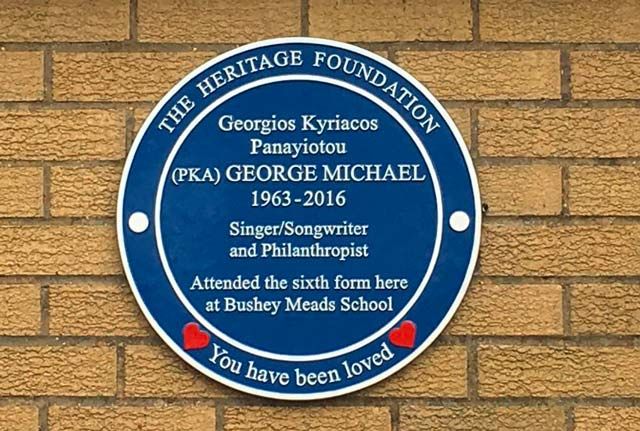 THE HERITAGE FOUNDATION
Georgios Kyriacos
Panayiotou
(PKA) GEORGE MICHAEL
1963-2016
Singer/Songwriter
and Philanthropist
Attended the sixth form here
at Bushey Meads School
You have been loved